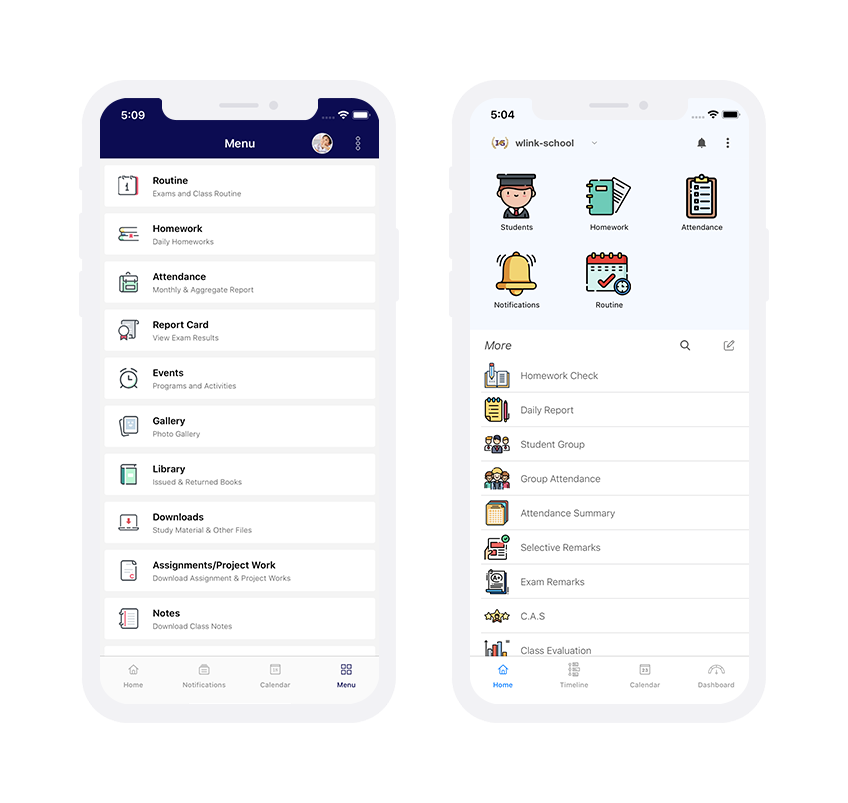 5:09
Menu
Routine
Exams and Class Routine
Homework
Daily Homeworks
Attendance
Monthly & Aggregate Report
Report Card
View Exam Results
Events
Programs and Activities
Gallery
Photo Gallery
Library
Issued & Returned Books
Downloads
Study Material & Other Files
Assignments/Project Work
Download Assignment & Project Works
Notes
Download Class Notes
Home
Notifications
Calendar
Menu
5:04
wlink-school
Students
Homework
Attendance
Notifications
Routine
More
Homework Check
Daily Report
Student Group
Group Attendance
Attendance Summary
Selective Remarks
A+
Exam Remarks
C.A.S
Class Evaluation
23
Home
Timeline
Calendar
Dashboard